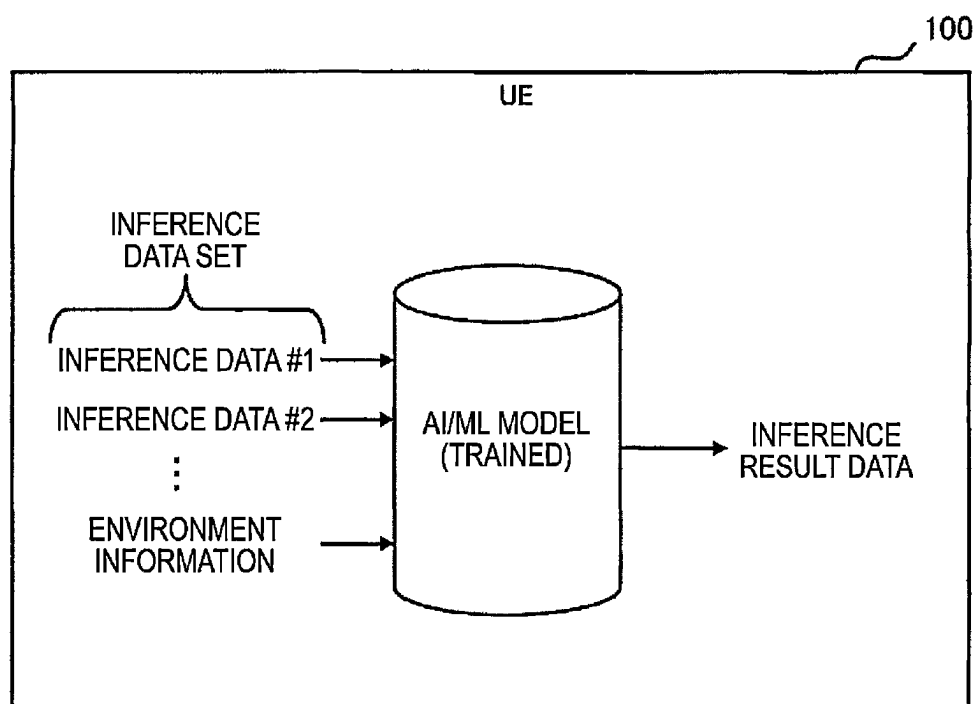 100
UE
INFERENCE
DATA SET
INFERENCE DATA #1
INFERENCE DATA #2
⋮
ENVIRONMENT
INFORMATION
AI/ML MODEL
(TRAINED)
INFERENCE
RESULT DATA